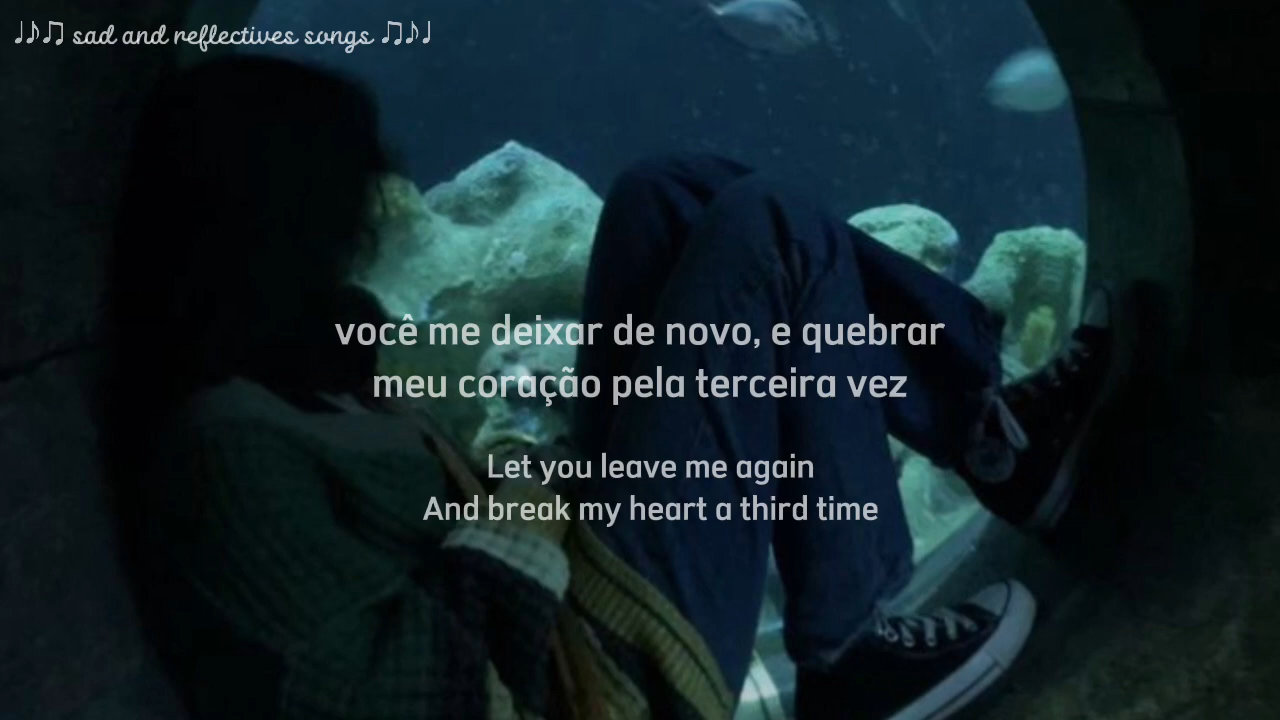 ♩♪♫ sad and reflectives songs ♫♪♩
você me deixar de novo, e quebrar
meu coração pela terceira vez
Let you leave me again
And break my heart a third time